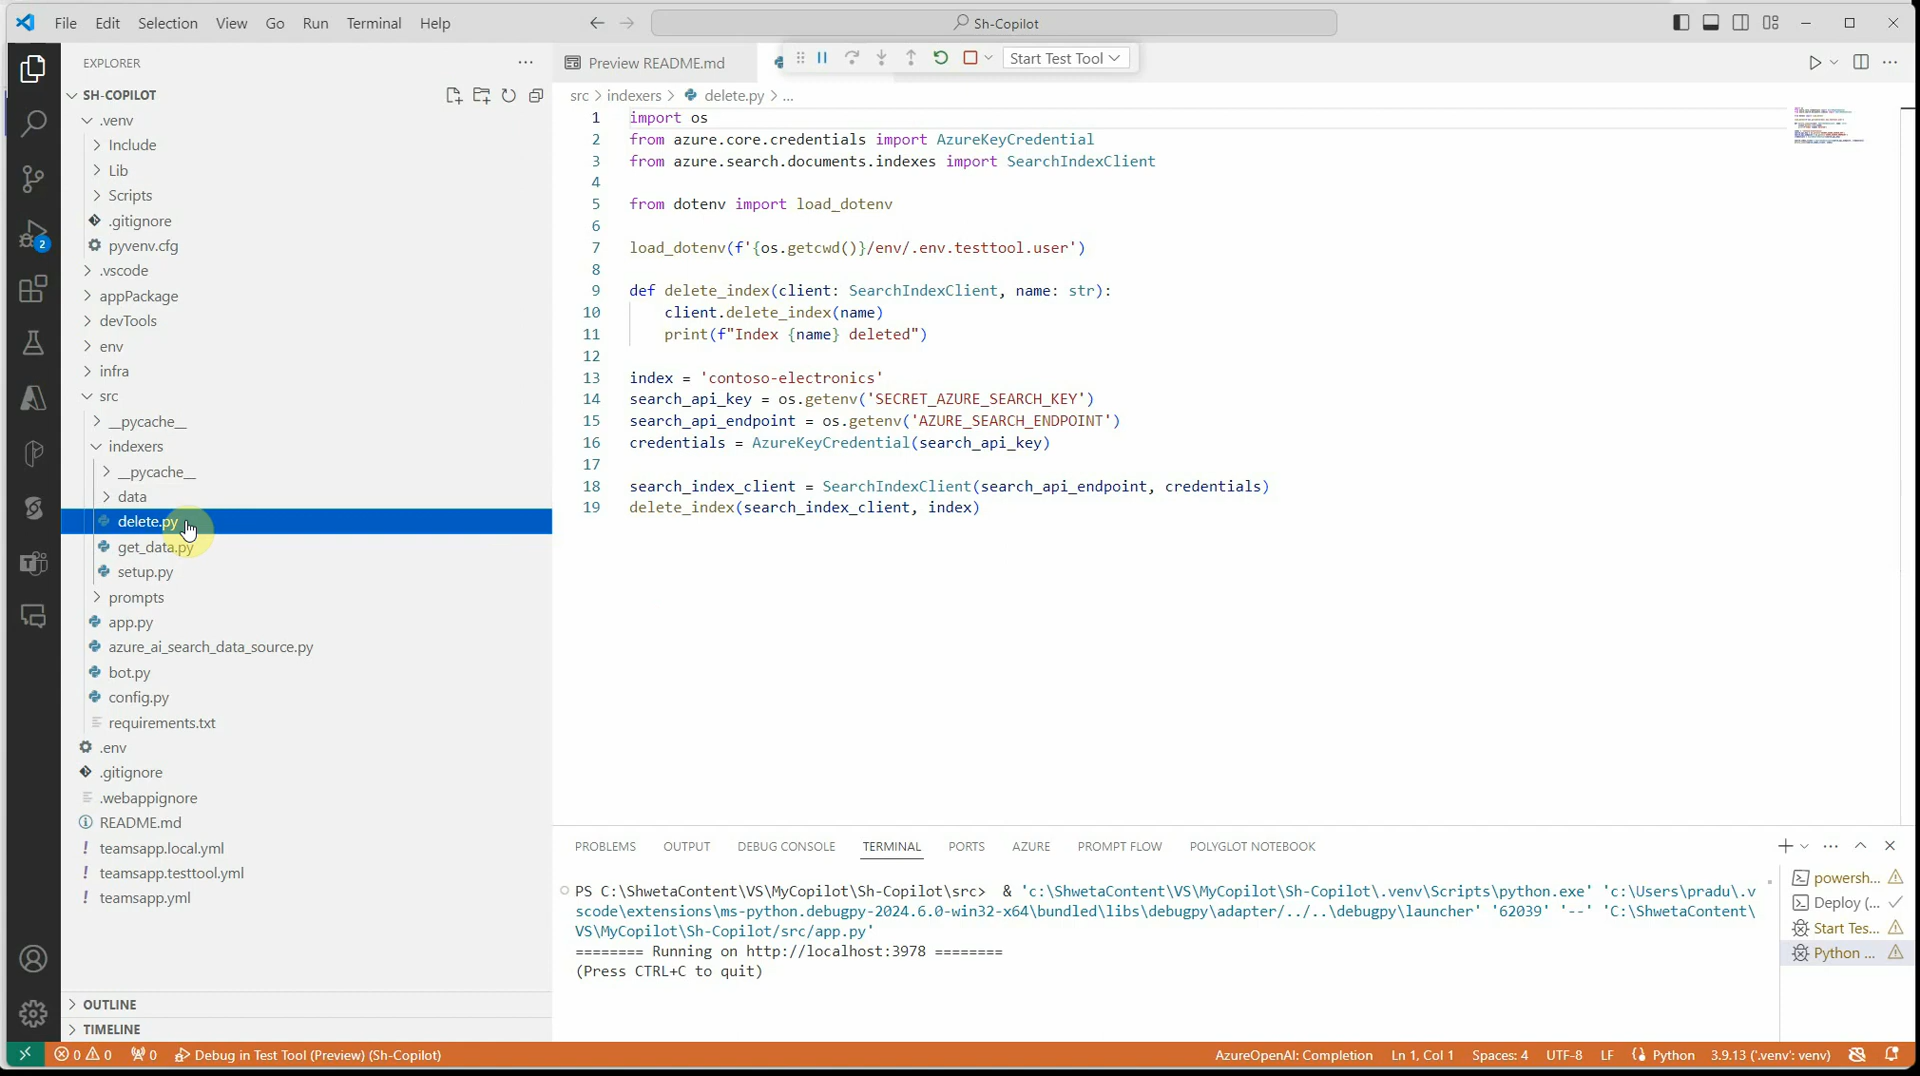 File Edit Selection View Go Run Terminal Help
Sh-Copilot
EXPLORER
SH-COPILOT
.venv
Include
Lib
Scripts
.gitignore
pyvenv.cfg
.vscode
appPackage
devTools
env
infra
src
__pycache__
indexers
__pycache__
data
delete.py
get_data.py
setup.py
prompts
app.py
azure_ai_search_data_source.py
bot.py
config.py
requirements.txt
.env
.gitignore
.webappignore
README.md
teamsapp.local.yml
teamsapp.testtool.yml
teamsapp.yml
OUTLINE
TIMELINE
2
Preview README.md
Start Test Tool
src > indexers > delete.py > ...
1 import os
2 from azure.core.credentials import AzureKeyCredential
3 from azure.search.documents.indexes import SearchIndexClient
4
5 from dotenv import load_dotenv
6
7 load_dotenv(f'{os.getcwd()}/env/.env.testtool.user')
8
9 def delete_index(client: SearchIndexClient, name: str):
10 client.delete_index(name)
11 print(f"Index {name} deleted")
12
13 index = 'contoso-electronics'
14 search_api_key = os.getenv('SECRET_AZURE_SEARCH_KEY')
15 search_api_endpoint = os.getenv('AZURE_SEARCH_ENDPOINT')
16 credentials = AzureKeyCredential(search_api_key)
17
18 search_index_client = SearchIndexClient(search_api_endpoint, credentials)
19 delete_index(search_index_client, index)
PROBLEMS OUTPUT DEBUG CONSOLE TERMINAL PORTS AZURE PROMPT FLOW POLYGLOT NOTEBOOK
PS C:\ShwetaContent\VS\MyCopilot\Sh-Copilot\src> & 'c:\ShwetaContent\VS\MyCopilot\Sh-Copilot\.venv\Scripts\python.exe' 'c:\Users\pradu\.v
scode\extensions\ms-python.debugpy-2024.6.0-win32-x64\bundled\libs\debugpy\adapter/../..\debugpy\launcher' '62039' '--' 'C:\ShwetaContent\
VS\MyCopilot\Sh-Copilot/src/app.py'
======== Running on http://localhost:3978 ========
(Press CTRL+C to quit)
powersh...
Deploy (...
Start Tes...
Python ...
0 0 0 Debug in Test Tool (Preview) (Sh-Copilot) AzureOpenAI: Completion Ln 1, Col 1 Spaces: 4 UTF-8 LF Python 3.9.13 ('.venv': venv)